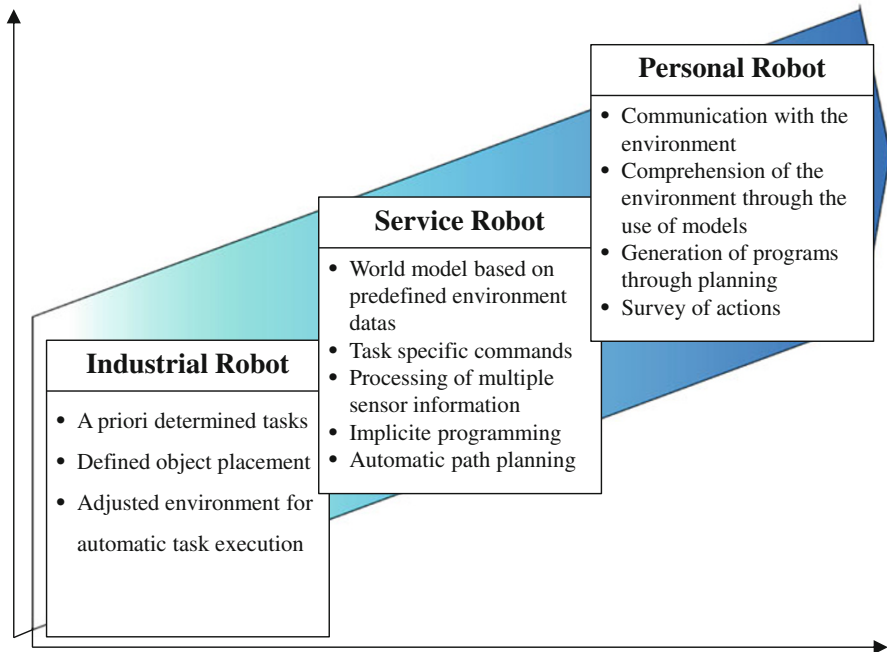 Personal Robot
• Communication with the
environment
• Comprehension of the
environment through the
use of models
• Generation of programs
through planning
• Survey of actions
Service Robot
• World model based on
predefined environment
datas
• Task specific commands
• Processing of multiple
sensor information
• Implicite programming
• Automatic path planning
Industrial Robot
• A priori determined tasks
• Defined object placement
• Adjusted environment for
automatic task execution